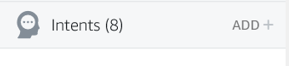 Intents (8) ADD +